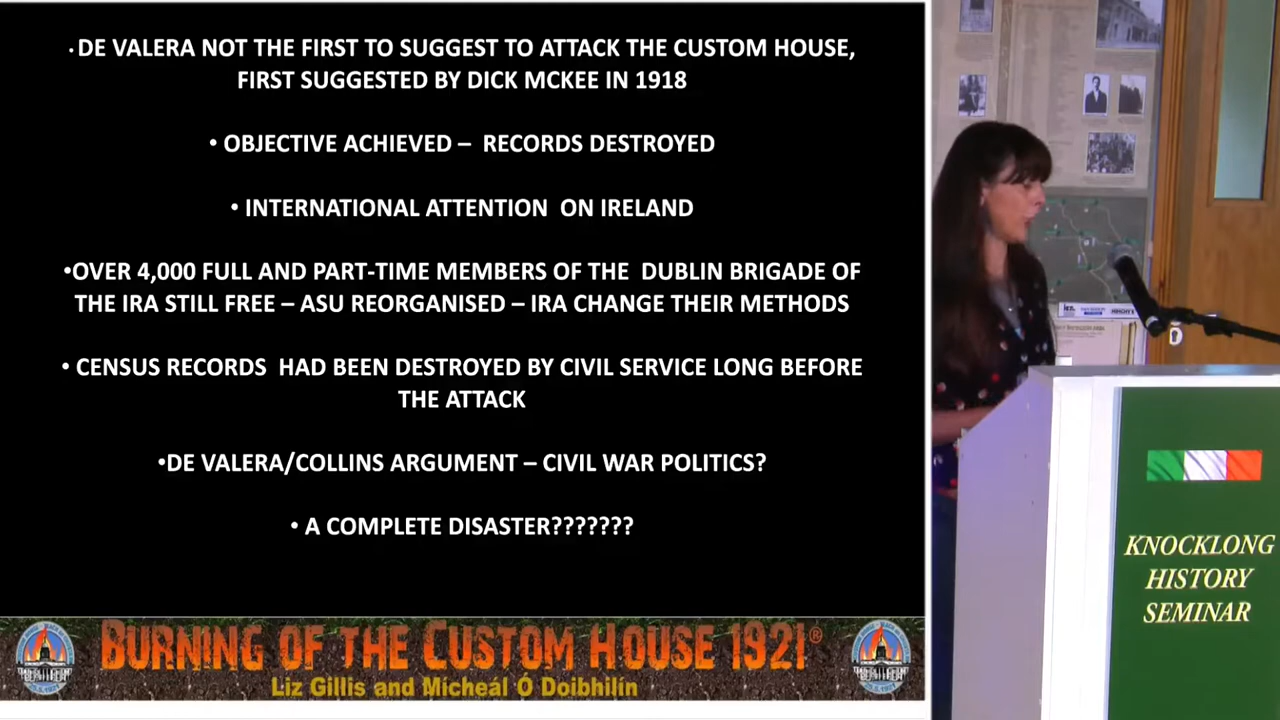 • DE VALERA NOT THE FIRST TO SUGGEST TO ATTACK THE CUSTOM HOUSE,
FIRST SUGGESTED BY DICK MCKEE IN 1918
• OBJECTIVE ACHIEVED – RECORDS DESTROYED
• INTERNATIONAL ATTENTION ON IRELAND
•OVER 4,000 FULL AND PART-TIME MEMBERS OF THE DUBLIN BRIGADE OF
THE IRA STILL FREE – ASU REORGANISED – IRA CHANGE THEIR METHODS
• CENSUS RECORDS HAD BEEN DESTROYED BY CIVIL SERVICE LONG BEFORE
THE ATTACK
•DE VALERA/COLLINS ARGUMENT – CIVIL WAR POLITICS?
• A COMPLETE DISASTER???????
BURNING OF THE CUSTOM HOUSE 1921®
Liz Gillis and Mícheál Ó Doibhilín
KNOCKLONG
HISTORY
SEMINAR